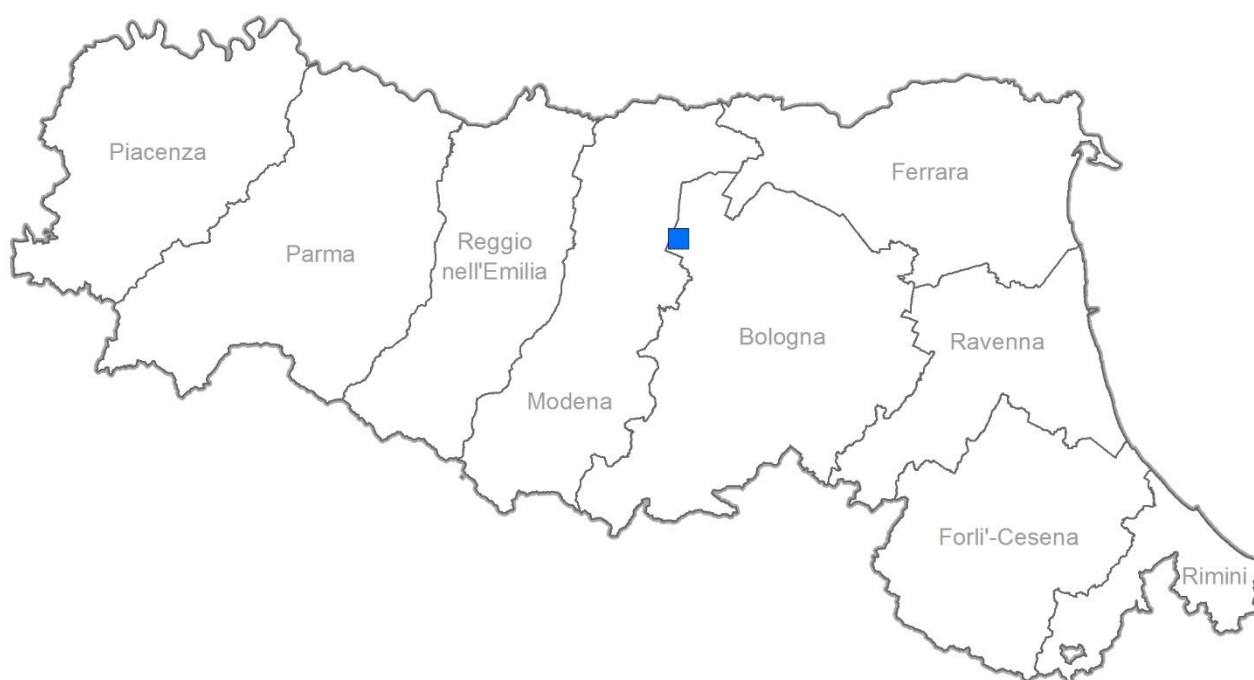 Piacenza
Parma
Reggio
nell'Emilia
Modena
Bologna
Ferrara
Ravenna
Forli'-Cesena
Rimini